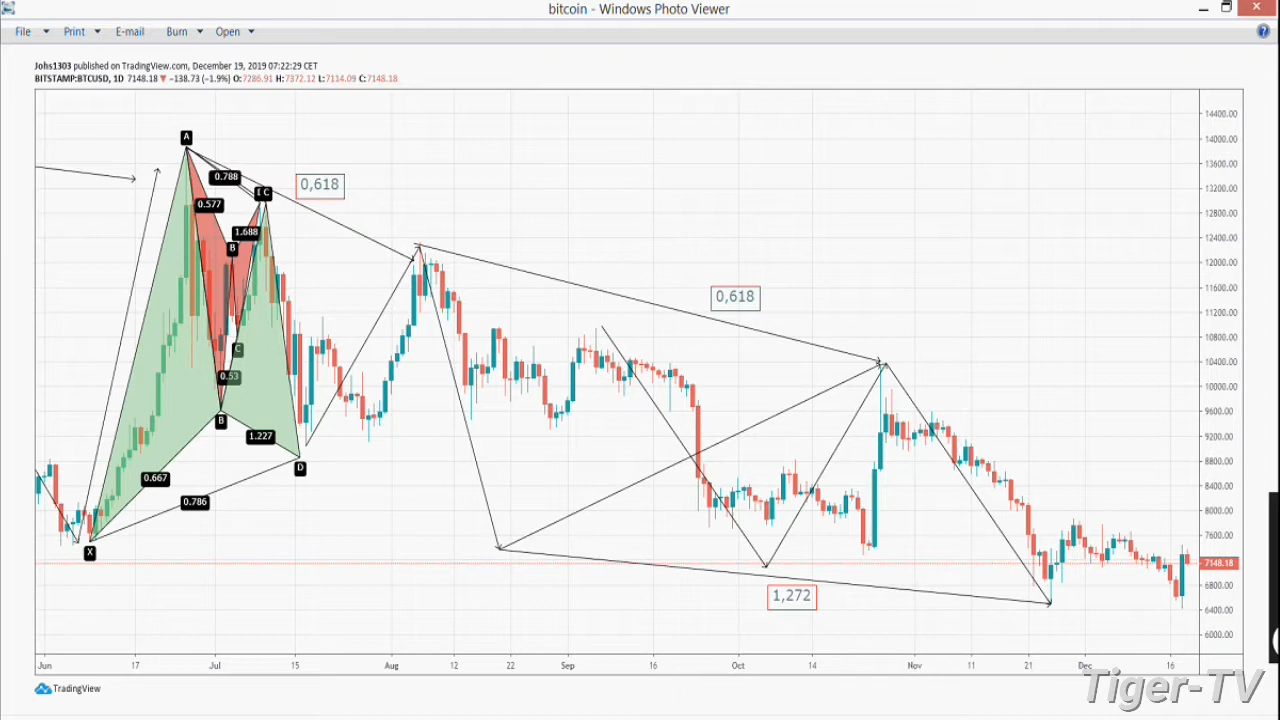 bitcoin - Windows Photo Viewer
File Print E-mail Burn Open
Johs1303 published on TradingView.com, December 19, 2019 07:22:29 CET
BITSTAMP:BTCUSD, 1D 7148.18 ▼ −138.73 (−1.9%) O:7286.91 H:7372.12 L:7114.09 C:7148.18
14400.00
A
14000.00
13600.00
0.788
0,618
13200.00
C
0.577
12800.00
1.688
12400.00
B
12000.00
11600.00
0,618
11200.00
10800.00
C
10400.00
0.53
10000.00
9600.00
B
1.227
9200.00
D
8800.00
0.667
8400.00
0.786
8000.00
7600.00
X
7148.18
6800.00
1,272
6400.00
6000.00
Jun 17 Jul 15 Aug 12 22 Sep 16 Oct 14 Nov 11 21 Dec 16
TradingView
Tiger-TV